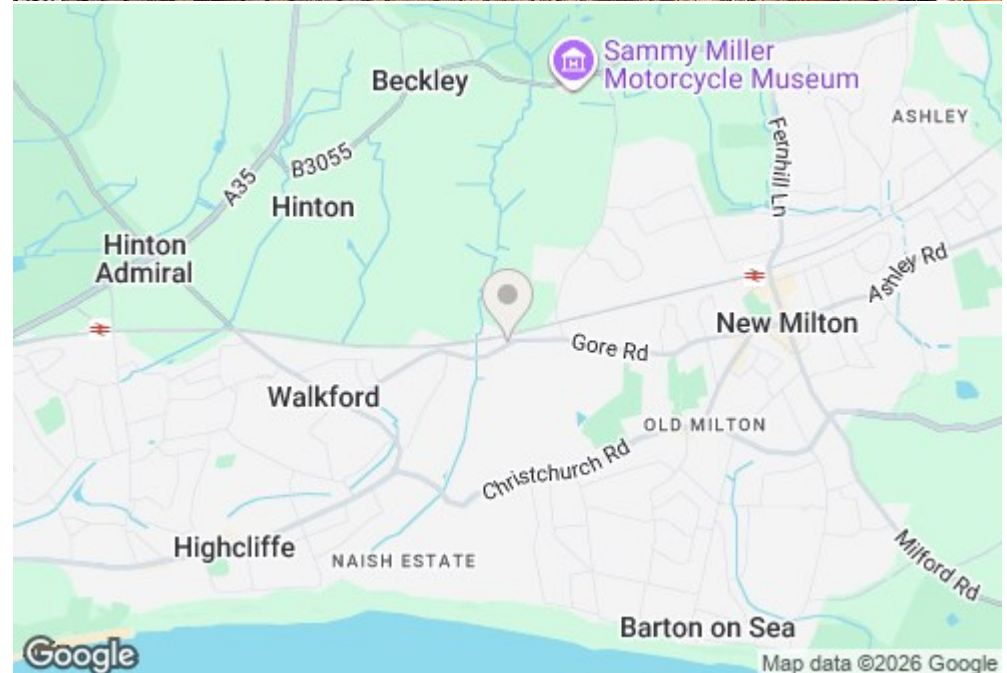 Sammy Miller
Motorcycle Museum
Beckley
ASHLEY
Fernhill Ln
B3055
A35
Hinton
Hinton
Admiral
Ashley Rd
New Milton
Gore Rd
Walkford
OLD MILTON
Christchurch Rd
Highcliffe
NAISH ESTATE
Milford Rd
Barton on Sea
Google
Map data ©2026 Google